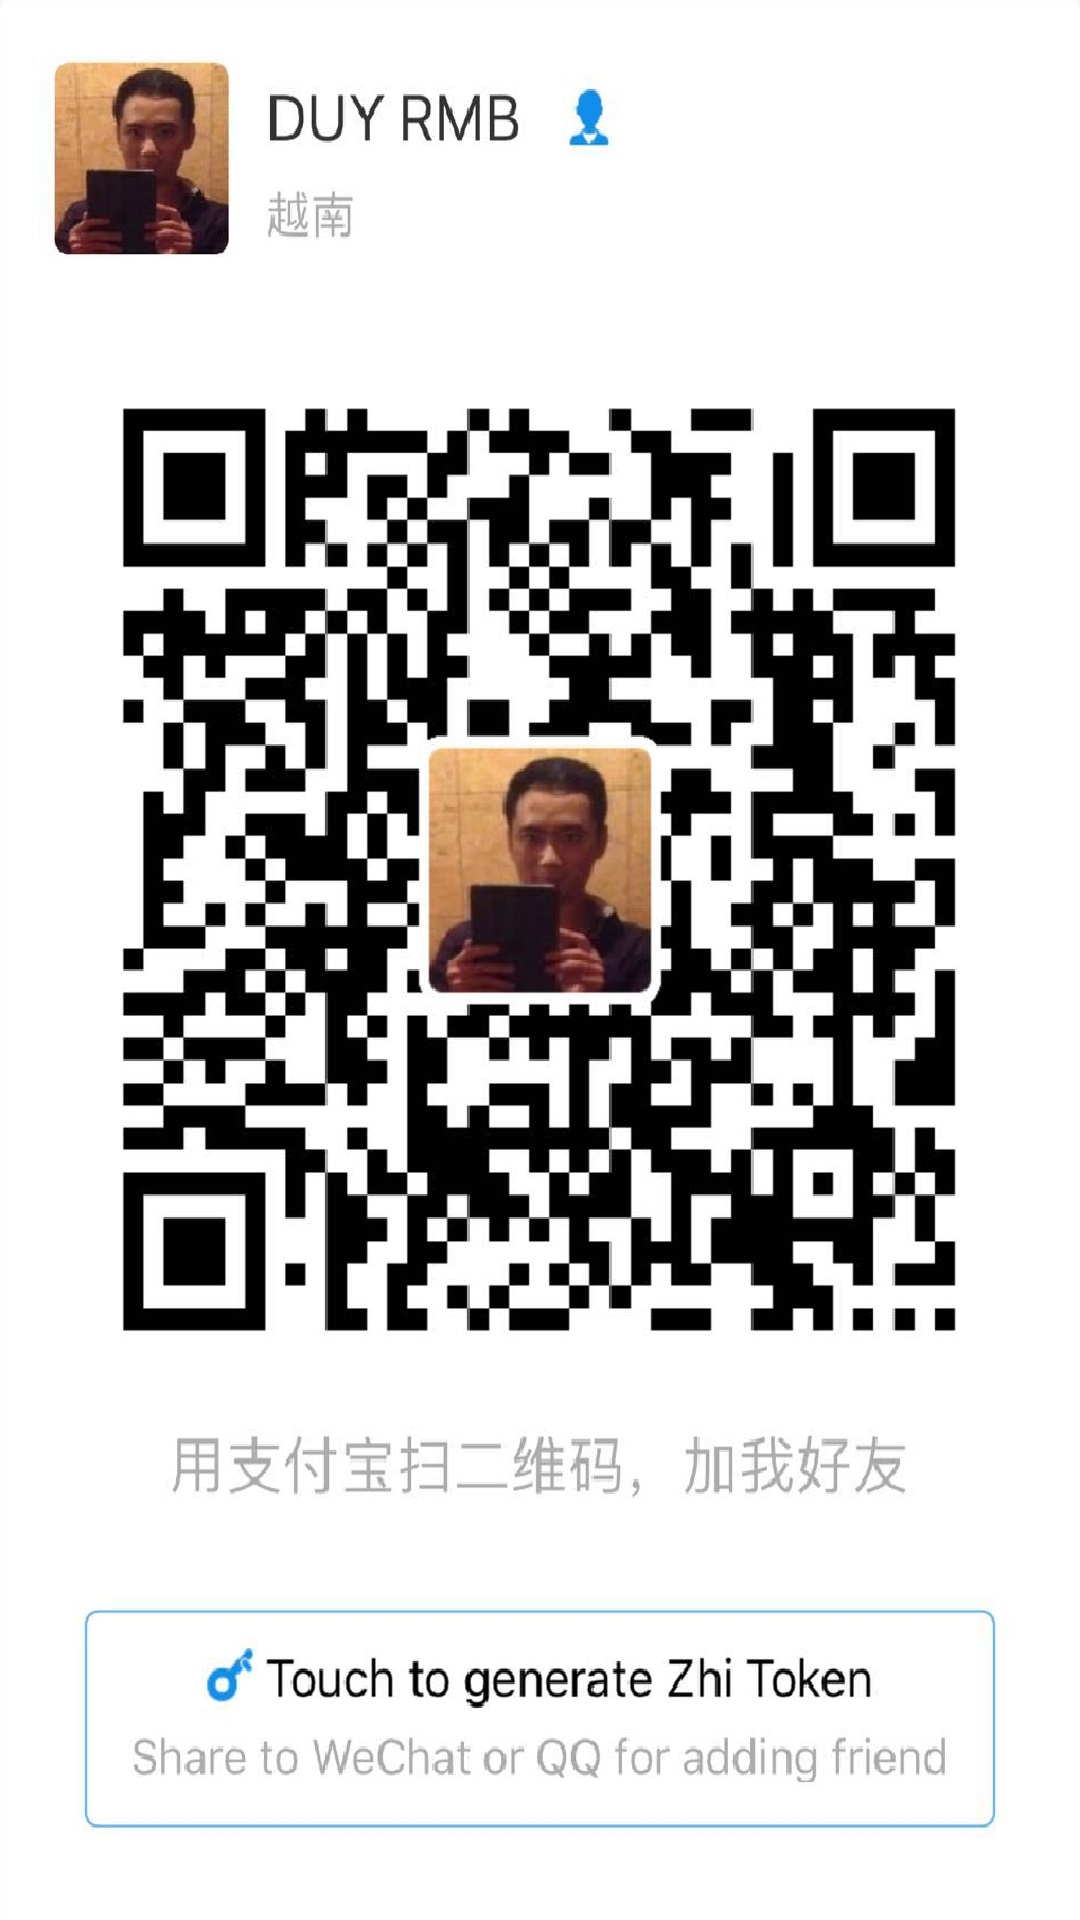 DUY RMB
越南
用支付宝扫二维码，加我好友
Touch to generate Zhi Token
Share to WeChat or QQ for adding friend